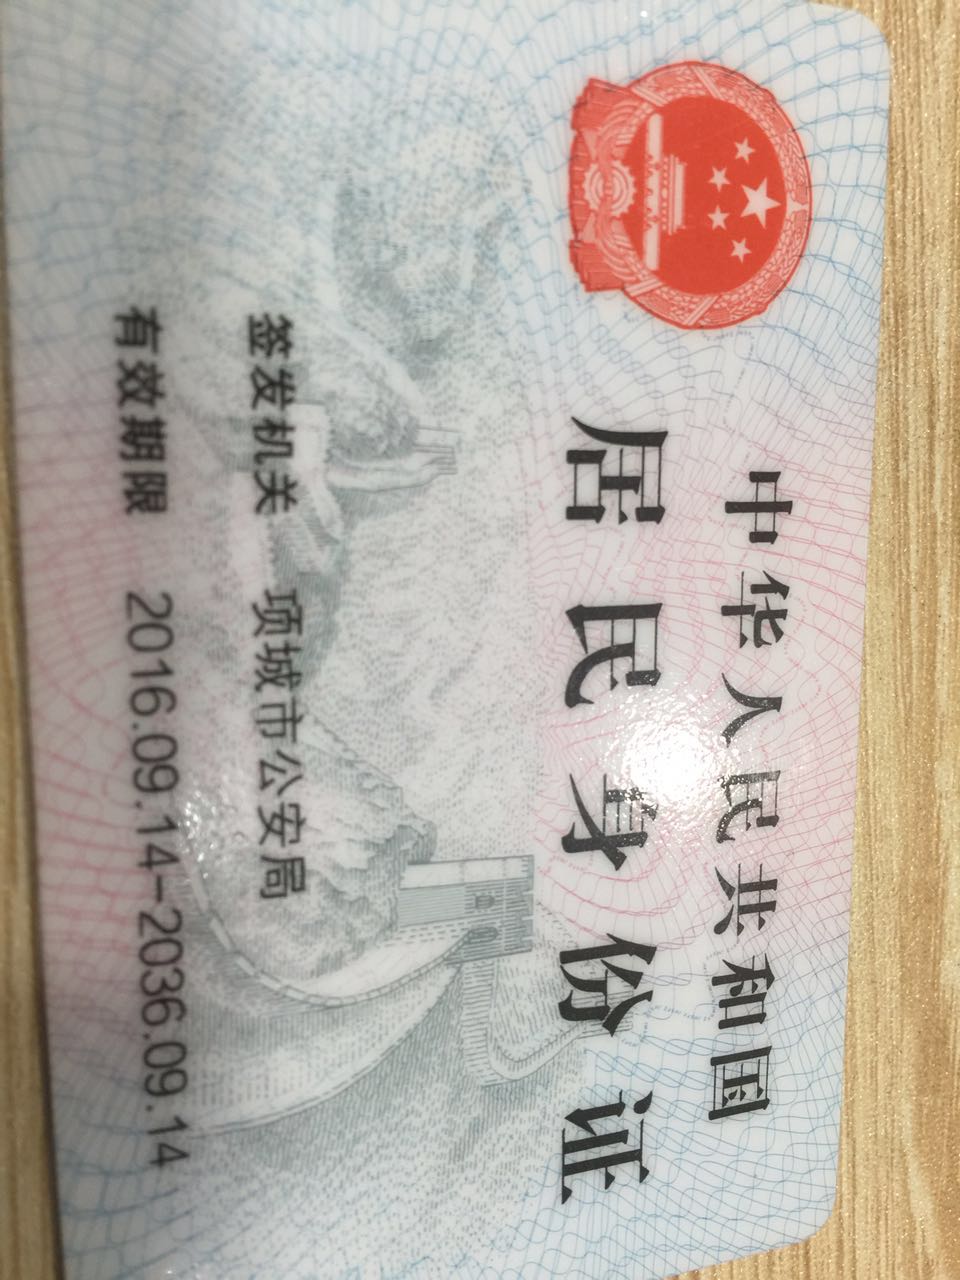 中华人民共和国
居民身份证
签发机关 项城市公安局
有效期限 2016.09.14-2036.09.14